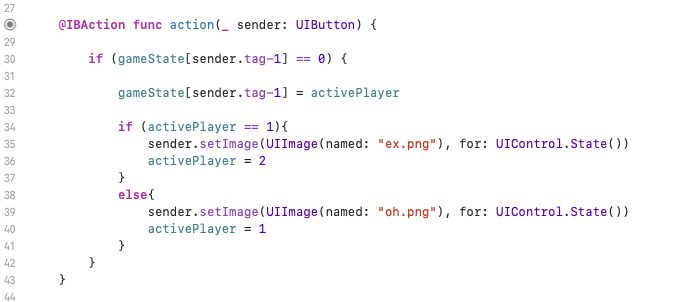 27
28 @IBAction func action(_ sender: UIButton) {
29
30 if (gameState[sender.tag-1] == 0) {
31
32 gameState[sender.tag-1] = activePlayer
33
34 if (activePlayer == 1){
35 sender.setImage(UIImage(named: "ex.png"), for: UIControl.State())
36 activePlayer = 2
37 }
38 else{
39 sender.setImage(UIImage(named: "oh.png"), for: UIControl.State())
40 activePlayer = 1
41 }
42 }
43 }
44